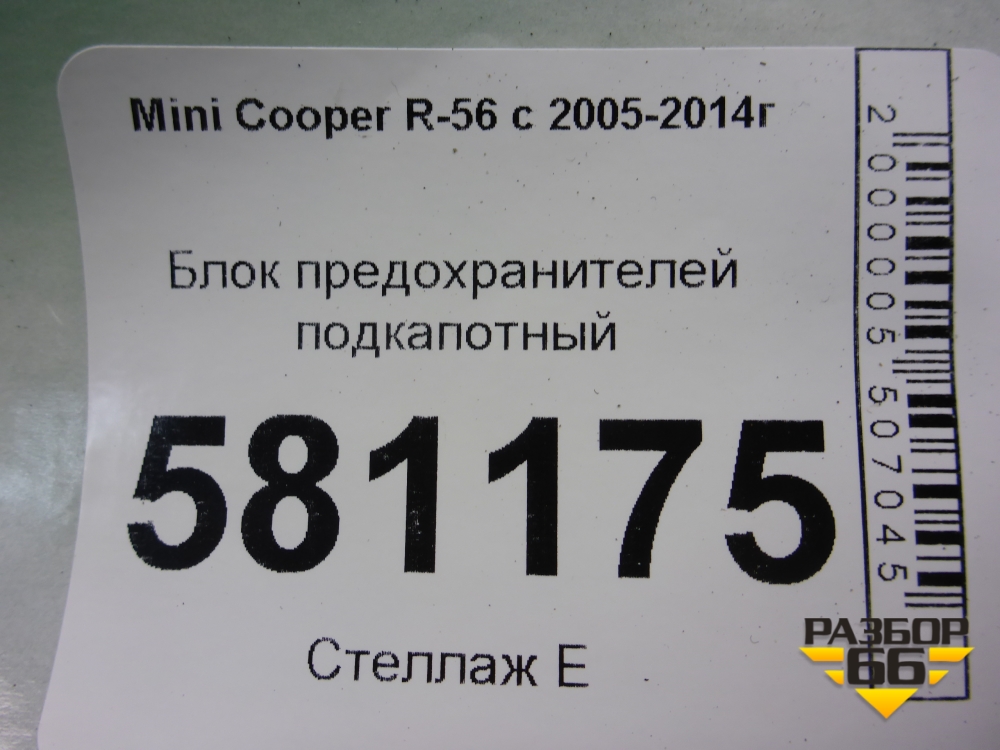 Mini Cooper R-56 с 2005-2014г
Блок предохранителей
подкапотный
581175
Стеллаж Е
2000005507045
РАЗБОР
66